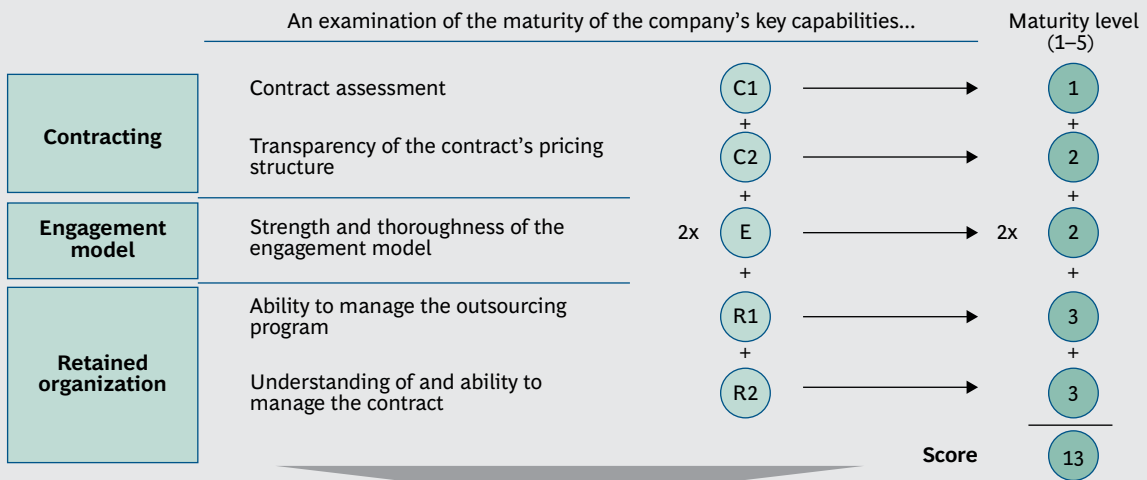 An examination of the maturity of the company’s key capabilities...
Maturity level
(1–5)
Contracting
Contract assessment
C1
1
+
+
Transparency of the contract’s pricing
structure
C2
2
+
+
Engagement
model
Strength and thoroughness of the
engagement model
2x
E
2x
2
+
+
Retained
organization
Ability to manage the outsourcing
program
R1
3
+
+
Understanding of and ability to
manage the contract
R2
3
Score
13